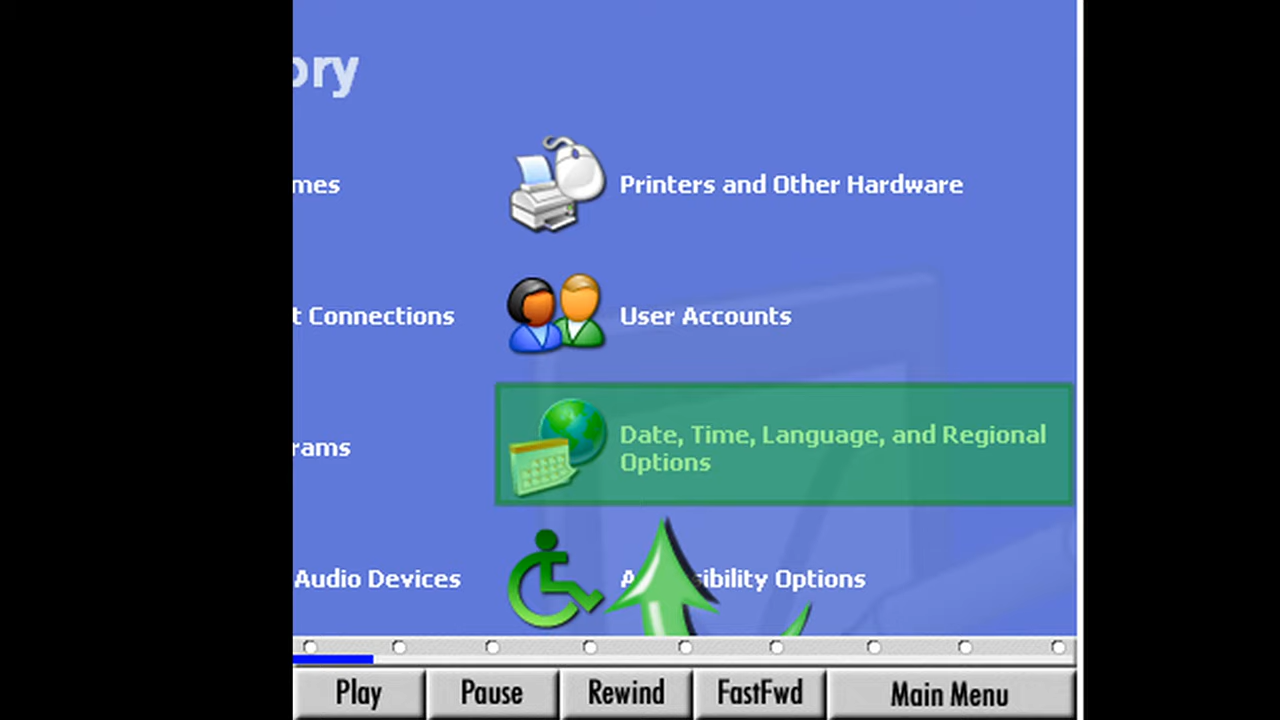 ory
mes
Printers and Other Hardware
t Connections
User Accounts
rams
Date, Time, Language, and Regional
Options
Audio Devices
Options
Play
Pause
Rewind
FastFwd
Main Menu